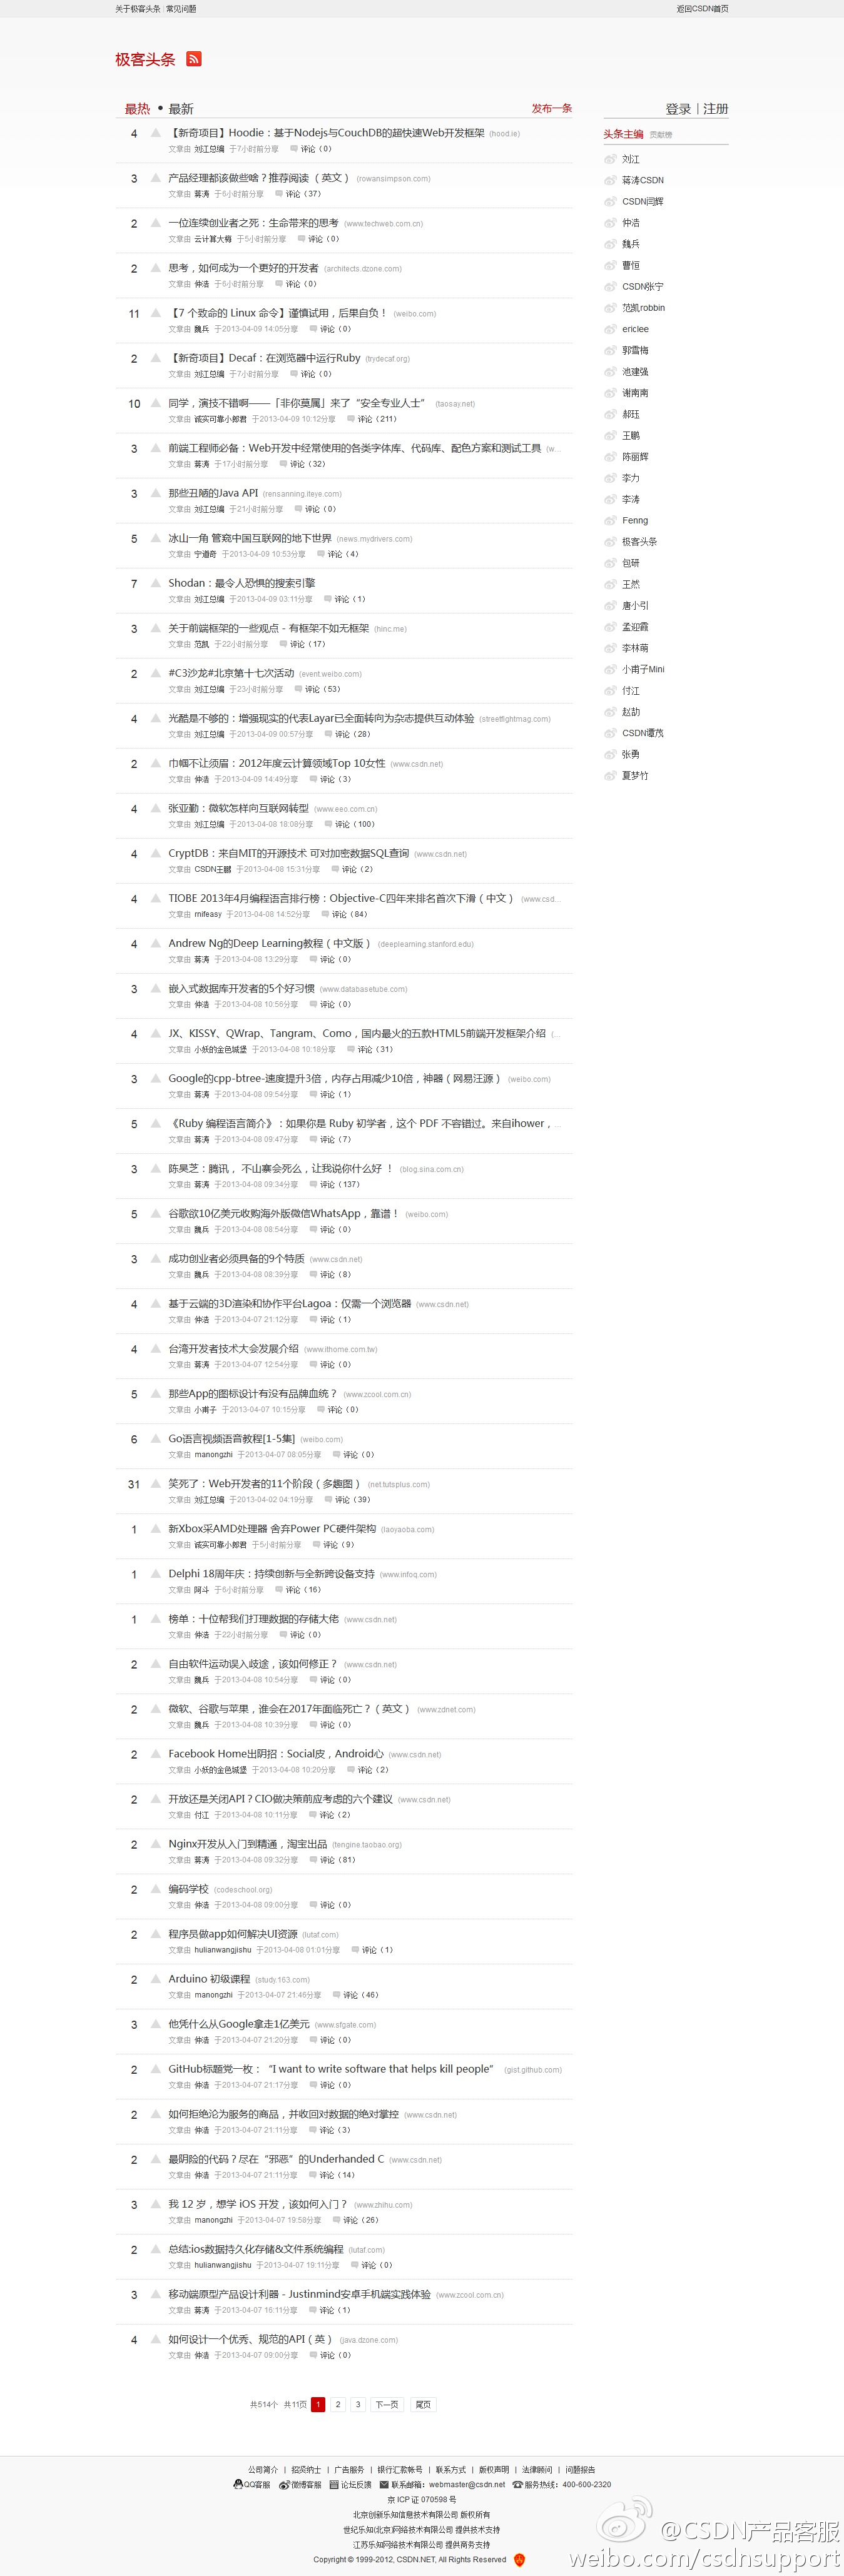 关于极客头条 | 常见问题
返回CSDN首页
极客头条
最热 • 最新
发布一条
4 【新奇项目】Hoodie：基于Nodejs与CouchDB的超快速Web开发框架 (hood.ie)
文章由 刘江总编 于7小时前分享 评论（0）
3 产品经理都该做些啥？推荐阅读 （英文） (rowansimpson.com)
文章由 蒋涛 于6小时前分享 评论（37）
2 一位连续创业者之死：生命带来的思考 (www.techweb.com.cn)
文章由 云计算大梅 于5小时前分享 评论（0）
2 思考，如何成为一个更好的开发者 (architects.dzone.com)
文章由 仲浩 于6小时前分享 评论（0）
11 【7 个致命的 Linux 命令】谨慎试用，后果自负！ (weibo.com)
文章由 魏兵 于2013-04-09 14:05分享 评论（0）
2 【新奇项目】Decaf：在浏览器中运行Ruby (trydecaf.org)
文章由 刘江总编 于7小时前分享 评论（0）
10 同学，演技不错啊——「非你莫属」来了“安全专业人士” (taosay.net)
文章由 诚实可靠小郎君 于2013-04-09 10:12分享 评论（211）
3 前端工程师必备：Web开发中经常使用的各类字体库、代码库、配色方案和测试工具 (w...
文章由 蒋涛 于17小时前分享 评论（32）
3 那些丑陋的Java API (rensanning.iteye.com)
文章由 刘江总编 于21小时前分享 评论（0）
5 冰山一角 管窥中国互联网的地下世界 (news.mydrivers.com)
文章由 宁道奇 于2013-04-09 10:53分享 评论（4）
7 Shodan：最令人恐惧的搜索引擎
文章由 刘江总编 于2013-04-09 03:11分享 评论（1）
3 关于前端框架的一些观点 - 有框架不如无框架 (hinc.me)
文章由 范凯 于22小时前分享 评论（17）
2 #C3沙龙#北京第十七次活动 (event.weibo.com)
文章由 刘江总编 于23小时前分享 评论（53）
4 光酷是不够的：增强现实的代表Layar已全面转向为杂志提供互动体验 (streetfightmag.com)
文章由 刘江总编 于2013-04-09 00:57分享 评论（28）
2 巾帼不让须眉：2012年度云计算领域Top 10女性 (www.csdn.net)
文章由 仲浩 于2013-04-09 14:49分享 评论（3）
4 张亚勤：微软怎样向互联网转型 (www.eeo.com.cn)
文章由 刘江总编 于2013-04-08 18:08分享 评论（100）
4 CryptDB：来自MIT的开源技术 可对加密数据SQL查询 (www.csdn.net)
文章由 CSDN王鹏 于2013-04-08 15:31分享 评论（2）
4 TIOBE 2013年4月编程语言排行榜：Objective-C四年来排名首次下滑（中文） (www.csd...
文章由 rnifeasy 于2013-04-08 14:52分享 评论（84）
4 Andrew Ng的Deep Learning教程（中文版） (deeplearning.stanford.edu)
文章由 蒋涛 于2013-04-08 13:29分享 评论（0）
3 嵌入式数据库开发者的5个好习惯 (www.databasetube.com)
文章由 仲浩 于2013-04-08 10:56分享 评论（0）
4 JX、KISSY、QWrap、Tangram、Como，国内最火的五款HTML5前端开发框架介绍 (...
文章由 小妖的金色城堡 于2013-04-08 10:18分享 评论（31）
3 Google的cpp-btree-速度提升3倍，内存占用减少10倍，神器（网易汪源） (weibo.com)
文章由 蒋涛 于2013-04-08 09:54分享 评论（1）
5 《Ruby 编程语言简介》：如果你是 Ruby 初学者，这个 PDF 不容错过。来自ihower，...
文章由 蒋涛 于2013-04-08 09:47分享 评论（7）
3 陈昊芝：腾讯， 不山寨会死么，让我说你什么好 ！ (blog.sina.com.cn)
文章由 蒋涛 于2013-04-08 09:34分享 评论（137）
5 谷歌欲10亿美元收购海外版微信WhatsApp，靠谱！ (weibo.com)
文章由 魏兵 于2013-04-08 08:54分享 评论（0）
3 成功创业者必须具备的9个特质 (www.csdn.net)
文章由 魏兵 于2013-04-08 08:39分享 评论（8）
4 基于云端的3D渲染和协作平台Lagoa：仅需一个浏览器 (www.csdn.net)
文章由 仲浩 于2013-04-07 21:12分享 评论（1）
4 台湾开发者技术大会发展介绍 (www.ithome.com.tw)
文章由 蒋涛 于2013-04-07 12:54分享 评论（0）
5 那些App的图标设计有没有品牌血统？ (www.zcool.com.cn)
文章由 小甫子 于2013-04-07 10:15分享 评论（0）
6 Go语言视频语音教程[1-5集] (weibo.com)
文章由 manongzhi 于2013-04-07 08:05分享 评论（0）
31 笑死了：Web开发者的11个阶段（多趣图） (net.tutsplus.com)
文章由 刘江总编 于2013-04-02 04:19分享 评论（39）
1 新Xbox采AMD处理器 舍弃Power PC硬件架构 (laoyaoba.com)
文章由 诚实可靠小郎君 于5小时前分享 评论（9）
1 Delphi 18周年庆：持续创新与全新跨设备支持 (www.infoq.com)
文章由 阿斗 于6小时前分享 评论（16）
1 榜单：十位帮我们打理数据的存储大佬 (www.csdn.net)
文章由 仲浩 于22小时前分享 评论（0）
2 自由软件运动误入歧途，该如何修正？ (www.csdn.net)
文章由 魏兵 于2013-04-08 10:54分享 评论（0）
2 微软、谷歌与苹果，谁会在2017年面临死亡？（英文） (www.zdnet.com)
文章由 魏兵 于2013-04-08 10:39分享 评论（0）
2 Facebook Home出阴招：Social皮，Android心 (www.csdn.net)
文章由 小妖的金色城堡 于2013-04-08 10:20分享 评论（2）
2 开放还是关闭API？CIO做决策前应考虑的六个建议 (www.csdn.net)
文章由 付江 于2013-04-08 10:11分享 评论（2）
2 Nginx开发从入门到精通，淘宝出品 (tengine.taobao.org)
文章由 蒋涛 于2013-04-08 09:32分享 评论（81）
2 编码学校 (codeschool.org)
文章由 仲浩 于2013-04-08 09:00分享 评论（0）
2 程序员做app如何解决UI资源 (lutaf.com)
文章由 hulianwangjishu 于2013-04-08 01:01分享 评论（1）
2 Arduino 初级课程 (study.163.com)
文章由 manongzhi 于2013-04-07 21:46分享 评论（46）
3 他凭什么从Google拿走1亿美元 (www.sfgate.com)
文章由 仲浩 于2013-04-07 21:20分享 评论（0）
2 GitHub标题党一枚：“I want to write software that helps kill people” (gist.github.com)
文章由 仲浩 于2013-04-07 21:17分享 评论（0）
2 如何拒绝沦为服务的商品，并收回对数据的绝对掌控 (www.csdn.net)
文章由 仲浩 于2013-04-07 21:11分享 评论（3）
2 最阴险的代码？尽在“邪恶”的Underhanded C (www.csdn.net)
文章由 仲浩 于2013-04-07 21:11分享 评论（14）
3 我 12 岁，想学 iOS 开发，该如何入门？ (www.zhihu.com)
文章由 manongzhi 于2013-04-07 19:58分享 评论（26）
2 总结:ios数据持久化存储&文件系统编程 (lutaf.com)
文章由 hulianwangjishu 于2013-04-07 19:11分享 评论（0）
3 移动端原型产品设计利器 - Justinmind安卓手机端实践体验 (www.zcool.com.cn)
文章由 蒋涛 于2013-04-07 16:11分享 评论（1）
4 如何设计一个优秀、规范的API（英） (java.dzone.com)
文章由 仲浩 于2013-04-07 09:00分享 评论（0）
共514个 共11页 1 2 3 下一页 尾页
登录 | 注册
头条主编 贡献榜
刘江
蒋涛CSDN
CSDN闫辉
仲浩
魏兵
曹恒
CSDN张宁
范凯robbin
ericlee
郭雪梅
池建强
谢南南
郝珏
王鹏
陈丽辉
李力
李涛
Fenng
极客头条
包研
王然
唐小引
孟迎霞
李林萌
小甫子Mini
付江
赵劼
CSDN谭茂
张勇
夏梦竹
公司简介 | 招贤纳士 | 广告服务 | 银行汇款帐号 | 联系方式 | 版权声明 | 法律顾问 | 问题报告
QQ客服 微博客服 论坛反馈 联系邮箱：webmaster@csdn.net 服务热线：400-600-2320
京 ICP 证 070598 号
北京创新乐知信息技术有限公司 版权所有
世纪乐知(北京)网络技术有限公司 提供技术支持
江苏乐知网络技术有限公司 提供商务支持
Copyright © 1999-2012, CSDN.NET, All Rights Reserved
@CSDN产品客服
weibo.com/csdnsupport